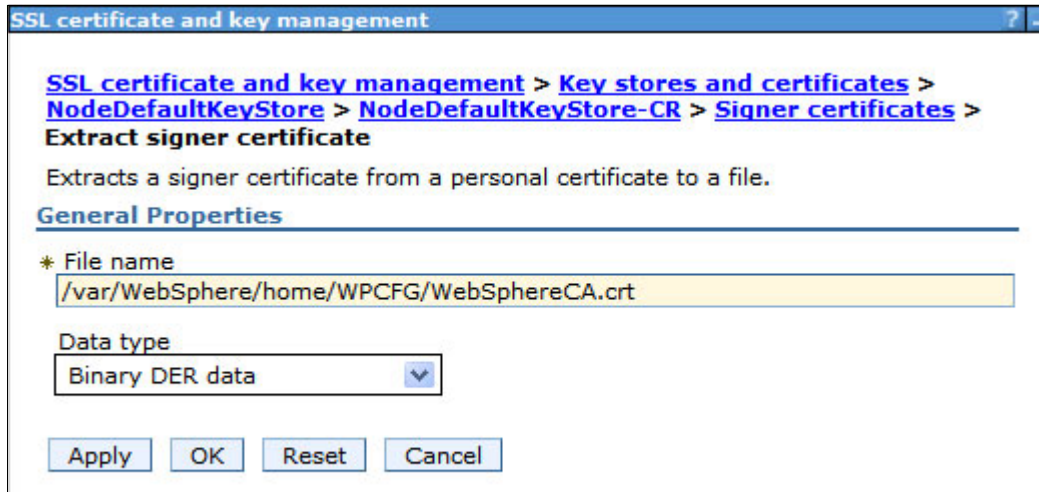 SSL certificate and key management ? -
SSL certificate and key management > Key stores and certificates >
NodeDefaultKeyStore > NodeDefaultKeyStore-CR > Signer certificates >
Extract signer certificate
Extracts a signer certificate from a personal certificate to a file.
General Properties
* File name
/var/WebSphere/home/WPCFG/WebSphereCA.crt
Data type
Binary DER data
Apply OK Reset Cancel